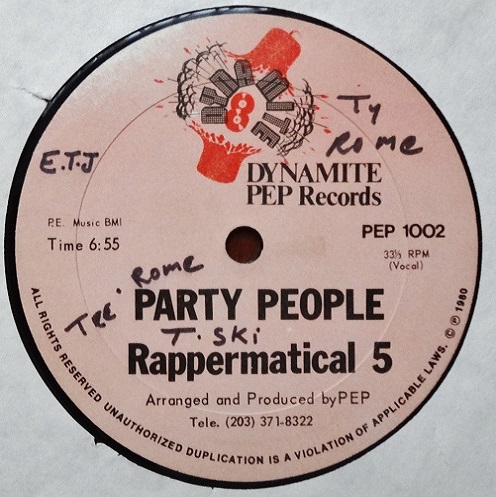 DYNAMITE
TY
ROME
E.T.J
DYNAMITE
PEP Records
P.E. Music BMI
Time 6:55
PEP 1002
33⅓ RPM
(Vocal)
TRE' ROME
PARTY PEOPLE
T. SKI
Rappermatical 5
Arranged and Produced byPEP
Tele. (203) 371-8322
ALL RIGHTS RESERVED UNAUTHORIZED DUPLICATION IS A VIOLATION OF APPLICABLE LAWS. © ℗ 1980